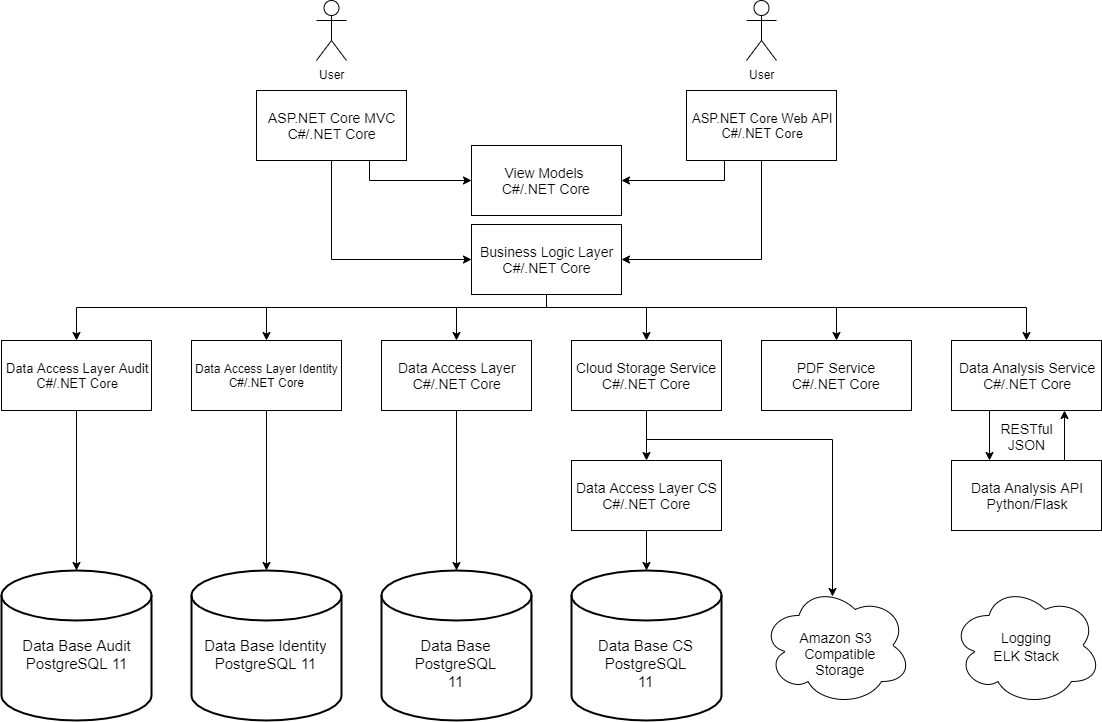 User
User
ASP.NET Core MVC
C#/.NET Core
ASP.NET Core Web API
C#/.NET Core
View Models
C#/.NET Core
Business Logic Layer
C#/.NET Core
Data Access Layer Audit
C#/.NET Core
Data Access Layer Identity
C#/.NET Core
Data Access Layer
C#/.NET Core
Cloud Storage Service
C#/.NET Core
PDF Service
C#/.NET Core
Data Analysis Service
C#/.NET Core
RESTful
JSON
Data Access Layer CS
C#/.NET Core
Data Analysis API
Python/Flask
Data Base Audit
PostgreSQL 11
Data Base Identity
PostgreSQL 11
Data Base
PostgreSQL
11
Data Base CS
PostgreSQL
11
Amazon S3
Compatible
Storage
Logging
ELK Stack